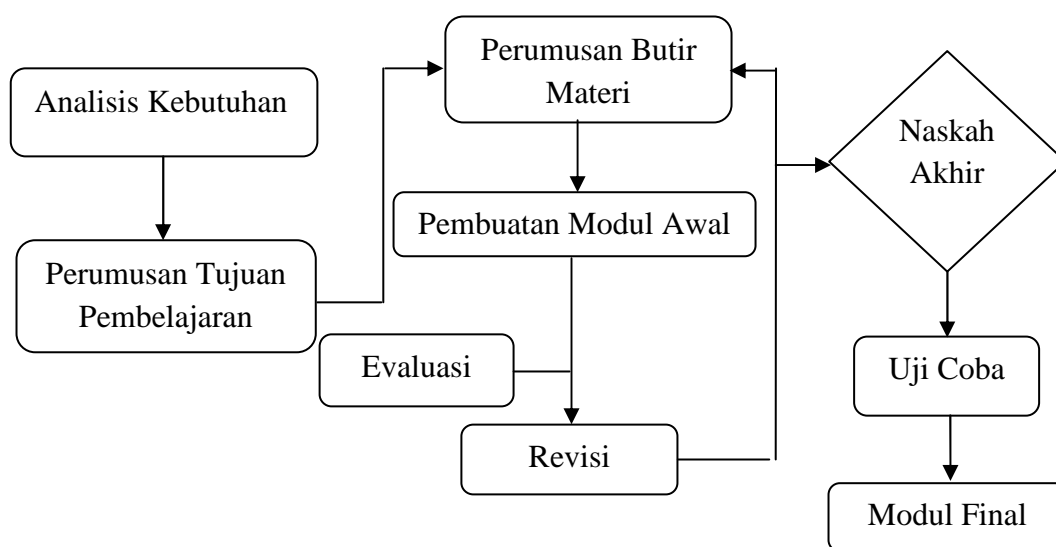 Analisis Kebutuhan
Perumusan Tujuan
Pembelajaran
Perumusan Butir
Materi
Pembuatan Modul Awal
Evaluasi
Revisi
Naskah
Akhir
Uji Coba
Modul Final